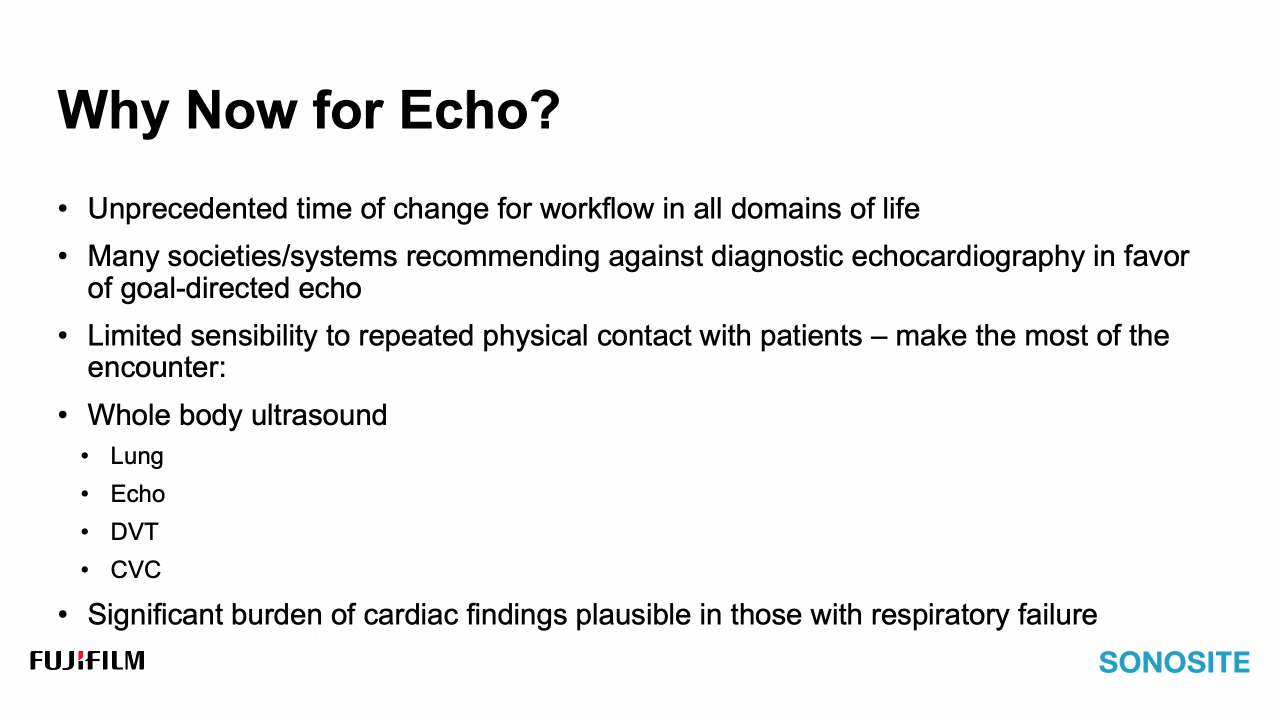 Why Now for Echo?
• Unprecedented time of change for workflow in all domains of life
• Many societies/systems recommending against diagnostic echocardiography in favor
of goal-directed echo
• Limited sensibility to repeated physical contact with patients – make the most of the
encounter:
• Whole body ultrasound
• Lung
• Echo
• DVT
• CVC
• Significant burden of cardiac findings plausible in those with respiratory failure
FUJIFILM
SONOSITE